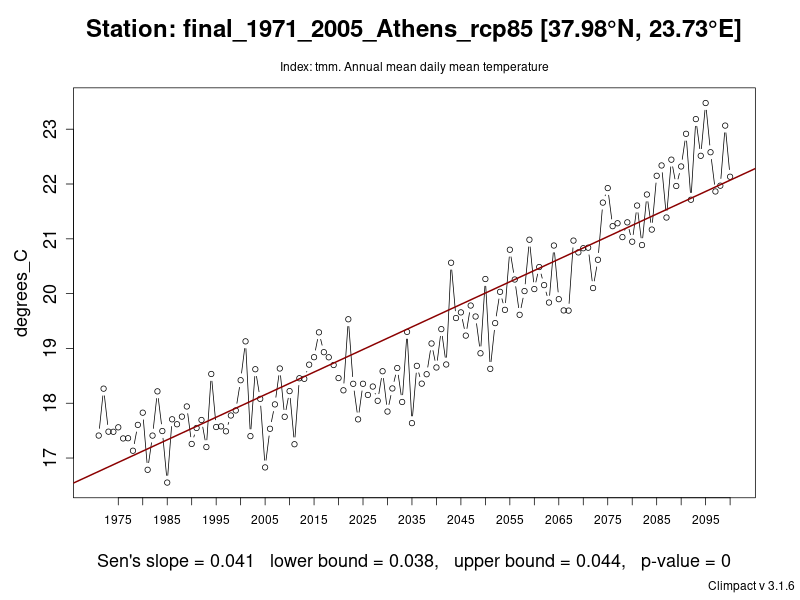 Station: final_1971_2005_Athens_rcp85 [37.98°N, 23.73°E]
Index: tmm. Annual mean daily mean temperature
degrees_C
23
22
21
20
19
18
17
1975 1985 1995 2005 2015 2025 2035 2045 2055 2065 2075 2085 2095
Sen's slope = 0.041 lower bound = 0.038, upper bound = 0.044, p-value = 0
Climpact v 3.1.6